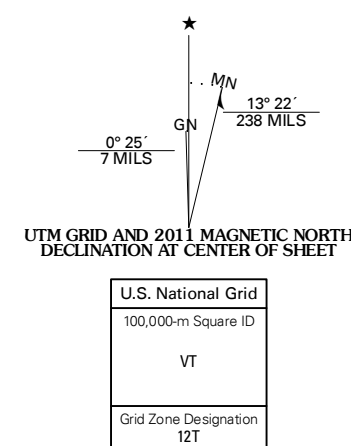 ★
MN
GN
13° 22´
238 MILS
0° 25´
7 MILS
UTM GRID AND 2011 MAGNETIC NORTH
DECLINATION AT CENTER OF SHEET
U.S. National Grid
100,000-m Square ID
VT
Grid Zone Designation
12T